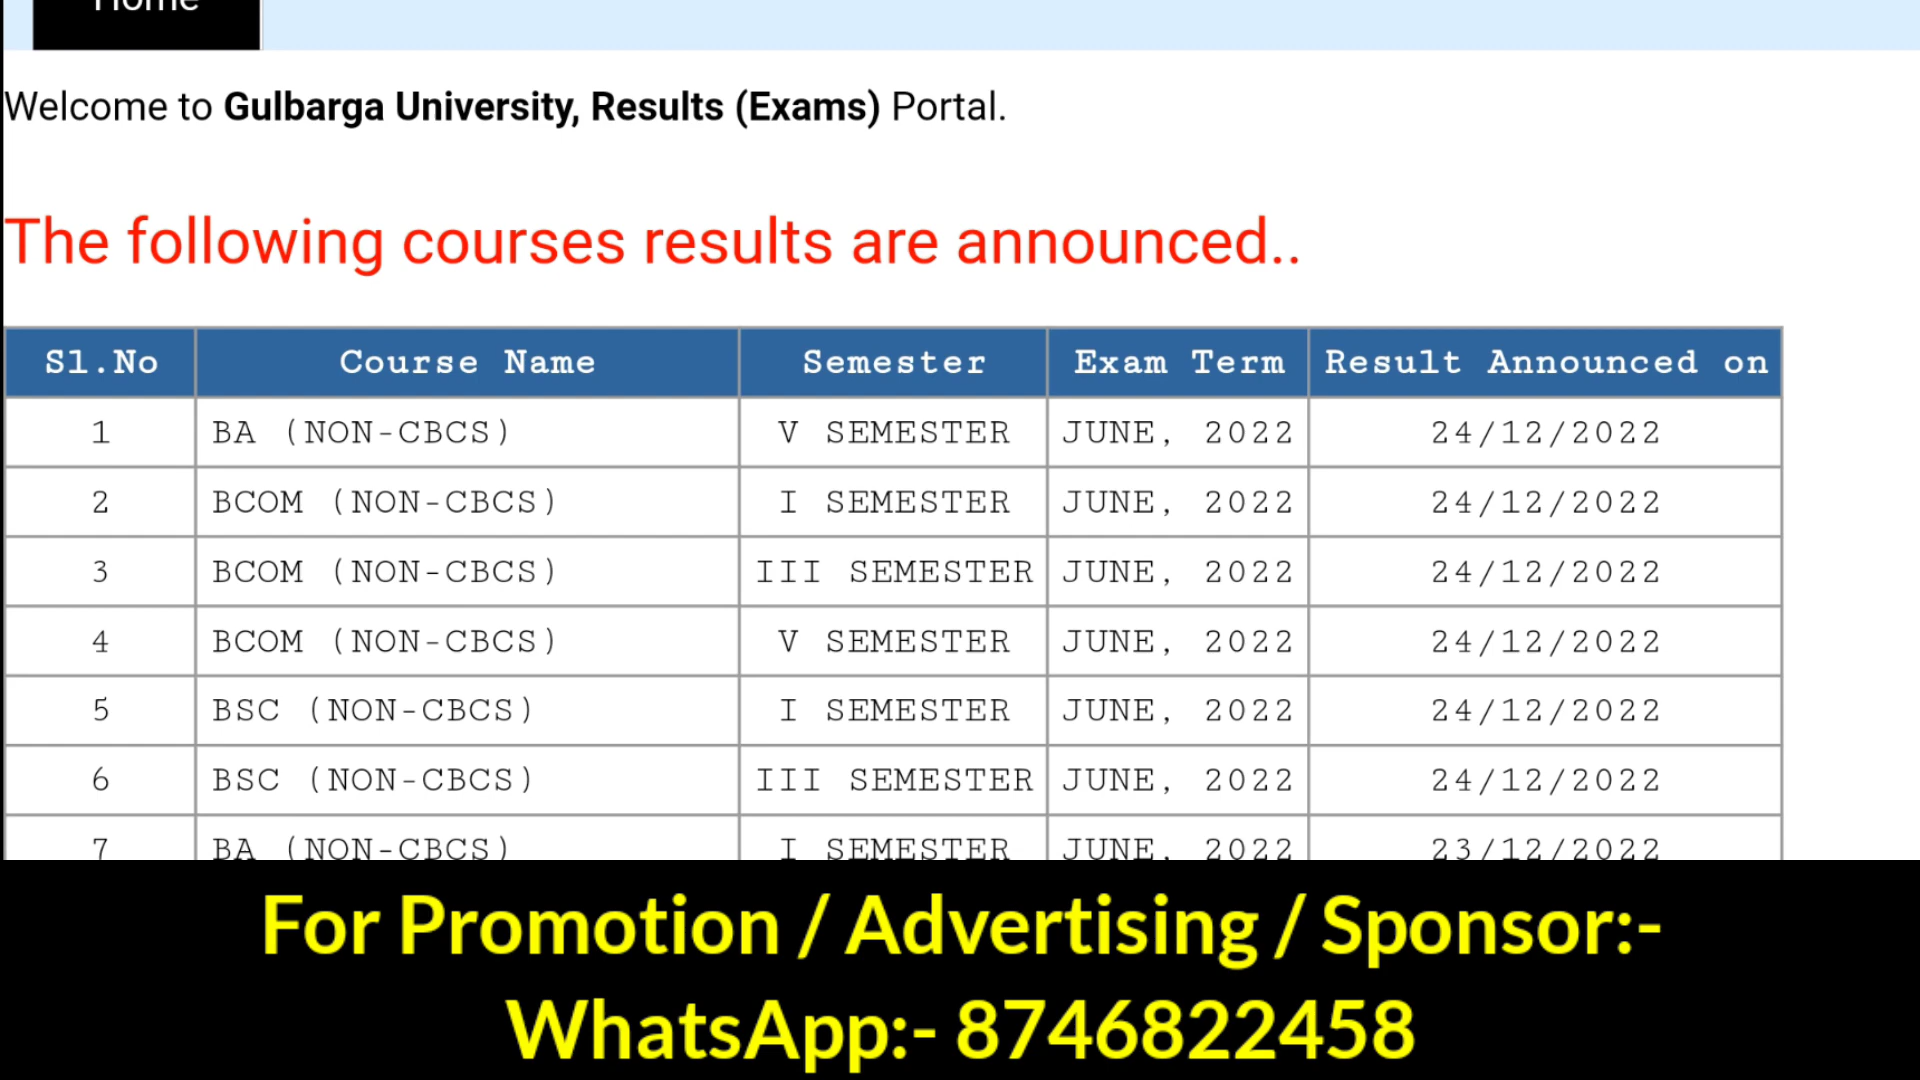 Home
Welcome to Gulbarga University, Results (Exams) Portal.
The following courses results are announced..
Sl.No Course Name Semester Exam Term Result Announced on
1 BA (NON-CBCS) V SEMESTER JUNE, 2022 24/12/2022
2 BCOM (NON-CBCS) I SEMESTER JUNE, 2022 24/12/2022
3 BCOM (NON-CBCS) III SEMESTER JUNE, 2022 24/12/2022
4 BCOM (NON-CBCS) V SEMESTER JUNE, 2022 24/12/2022
5 BSC (NON-CBCS) I SEMESTER JUNE, 2022 24/12/2022
6 BSC (NON-CBCS) III SEMESTER JUNE, 2022 24/12/2022
7 BA (NON-CBCS) I SEMESTER JUNE, 2022 23/12/2022
For Promotion / Advertising / Sponsor:-
WhatsApp:- 8746822458